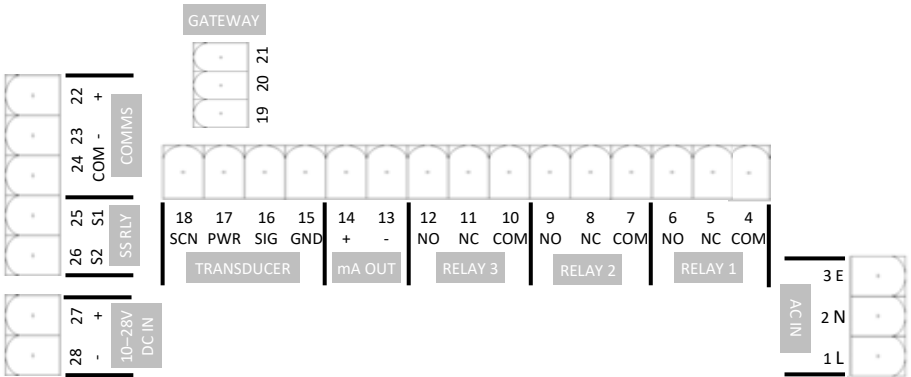 GATEWAY
21
20
19
22 +
23 -
24 COM
COMMS
25 S1
26 S2
SS RLY
27 +
28 -
10–28V
DC IN
18 17 16 15 14 13 12 11 10 9 8 7 6 5 4
SCN PWR SIG GND + - NO NC COM NO NC COM NO NC COM
TRANSDUCER mA OUT RELAY 3 RELAY 2 RELAY 1
3 E
2 N
1 L
AC IN